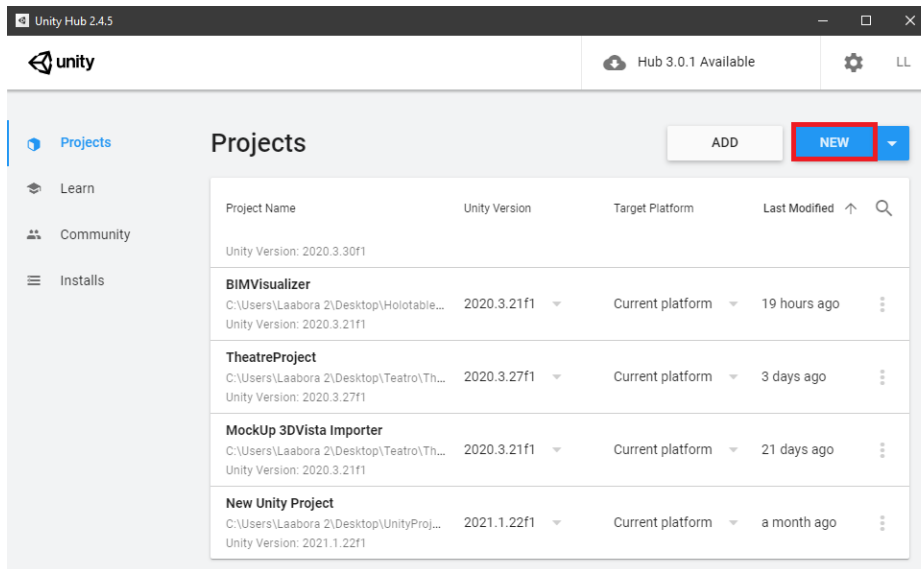 Unity Hub 2.4.5
unity
Hub 3.0.1 Available
LL
Projects
Learn
Community
Installs
Projects
ADD
NEW
Project Name Unity Version Target Platform Last Modified
Unity Version: 2020.3.30f1
BIMVisualizer
C:\Users\Laabora 2\Desktop\Holotable... 2020.3.21f1 Current platform 19 hours ago
Unity Version: 2020.3.21f1
TheatreProject
C:\Users\Laabora 2\Desktop\Teatro\Th... 2020.3.27f1 Current platform 3 days ago
Unity Version: 2020.3.27f1
MockUp 3DVista Importer
C:\Users\Laabora 2\Desktop\Teatro\Th... 2020.3.21f1 Current platform 21 days ago
Unity Version: 2020.3.21f1
New Unity Project
C:\Users\Laabora 2\Desktop\UnityProj... 2021.1.22f1 Current platform a month ago
Unity Version: 2021.1.22f1